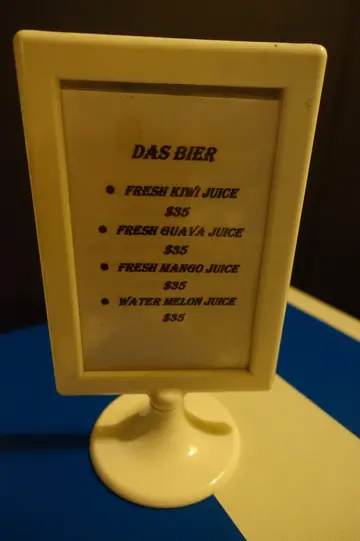 DAS BIER
• FRESH KIWI JUICE
$35
• FRESH GUAVA JUICE
$35
• FRESH MANGO JUICE
$35
• WATER MELON JUICE
$35